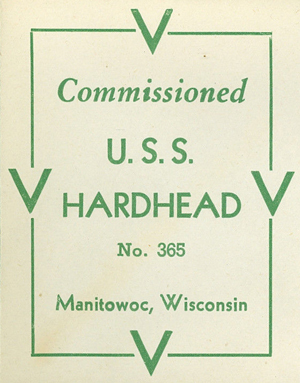 Commissioned
U. S. S.
HARDHEAD
No. 365
Manitowoc, Wisconsin